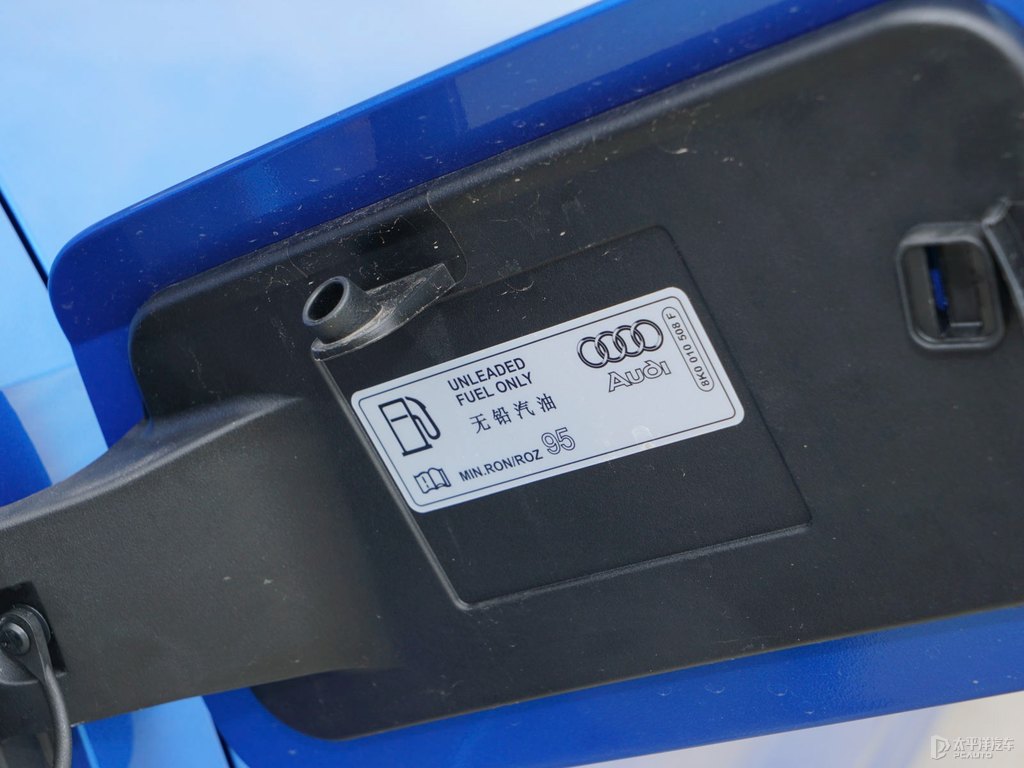 UNLEADED
FUEL ONLY
无铅汽油
MIN.RON/ROZ 95
Audi
8K0 010 508 F
太平洋汽车
PCAUTO